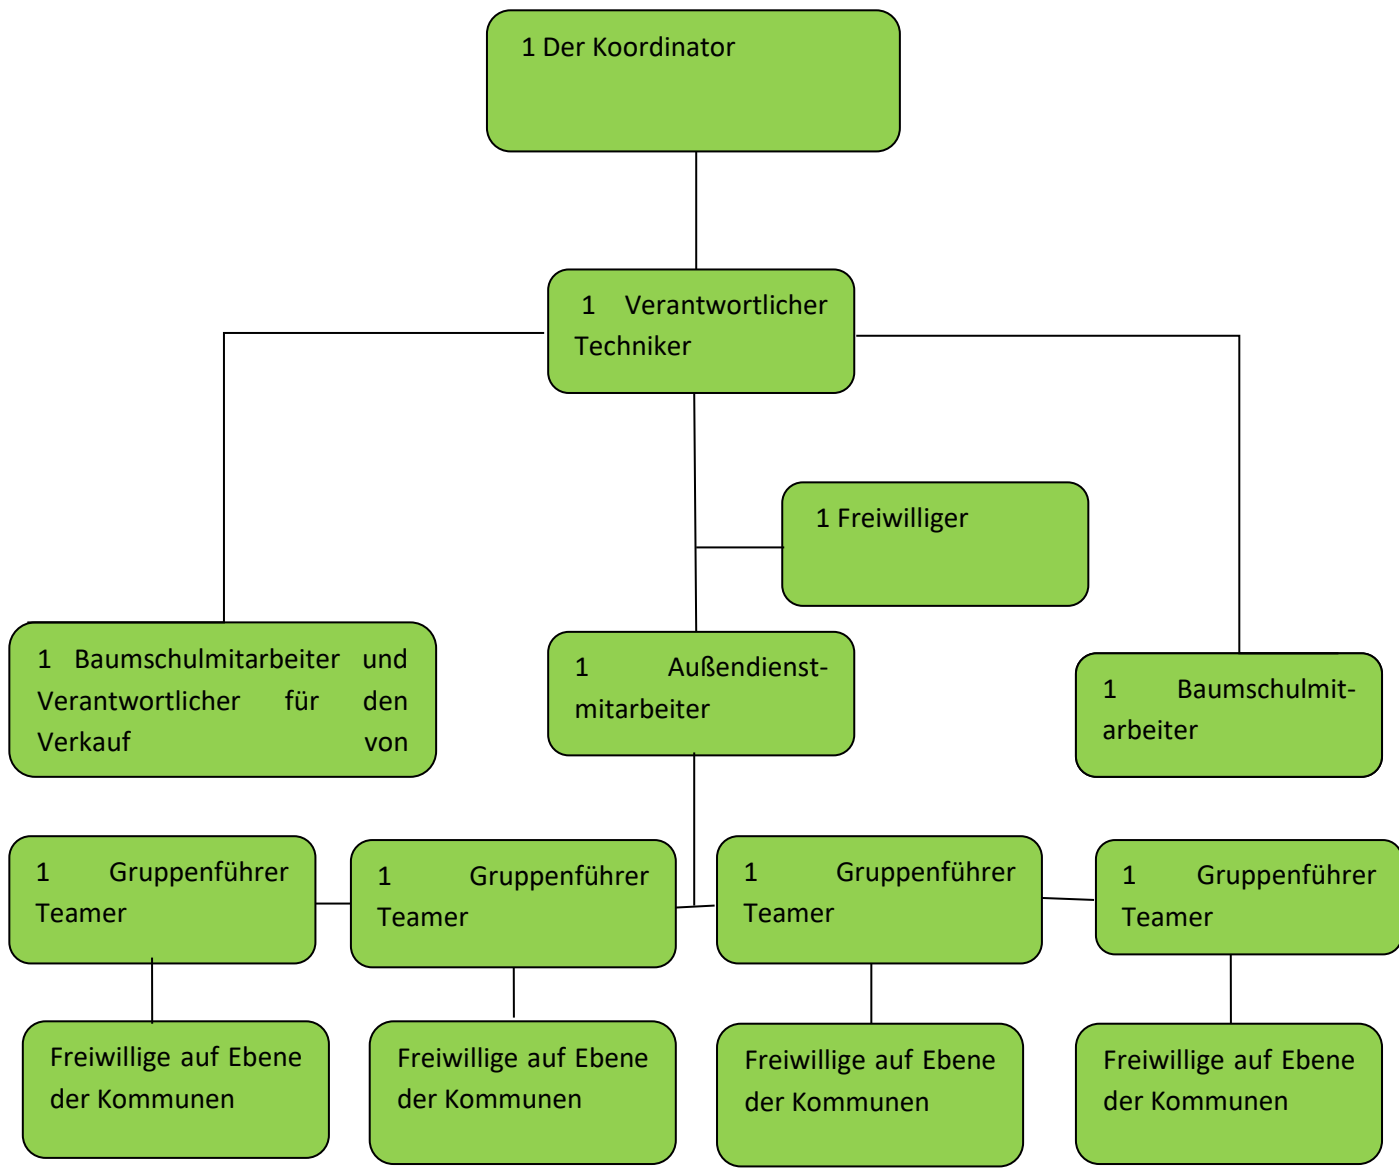 1 Der Koordinator
1 Verantwortlicher
Techniker
1 Freiwilliger
1 Baumschulmitarbeiter und
Verantwortlicher für den
Verkauf von
1 Außendienst-
mitarbeiter
1 Baumschulmit-
arbeiter
1 Gruppenführer
Teamer
1 Gruppenführer
Teamer
1 Gruppenführer
Teamer
1 Gruppenführer
Teamer
Freiwillige auf Ebene
der Kommunen
Freiwillige auf Ebene
der Kommunen
Freiwillige auf Ebene
der Kommunen
Freiwillige auf Ebene
der Kommunen